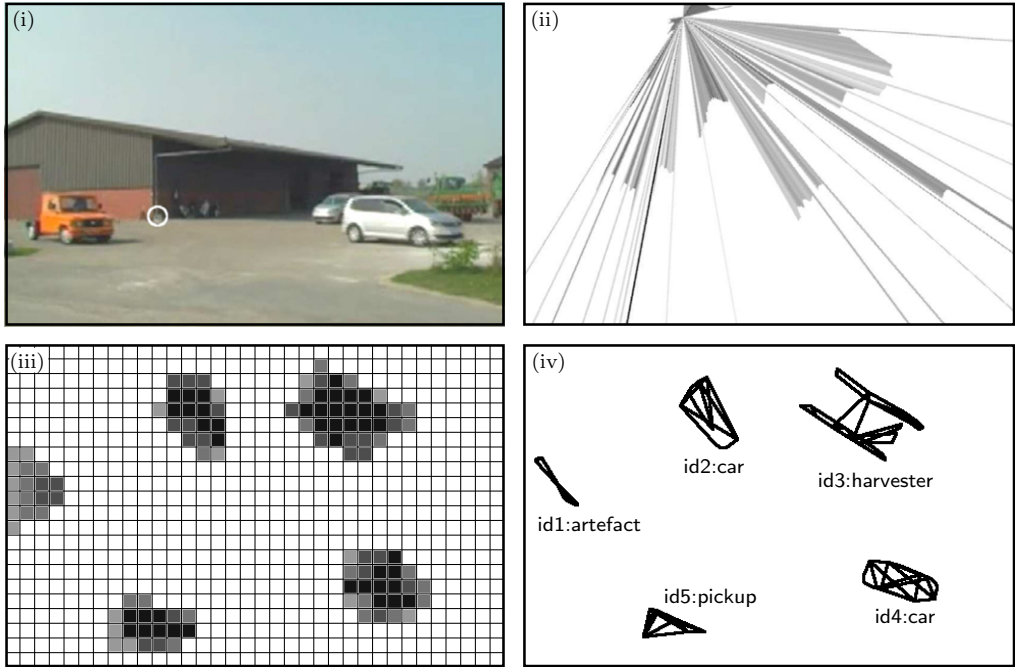 (i)
(ii)
(iii)
(iv)
id2:car
id3:harvester
id1:artefact
id5:pickup
id4:car